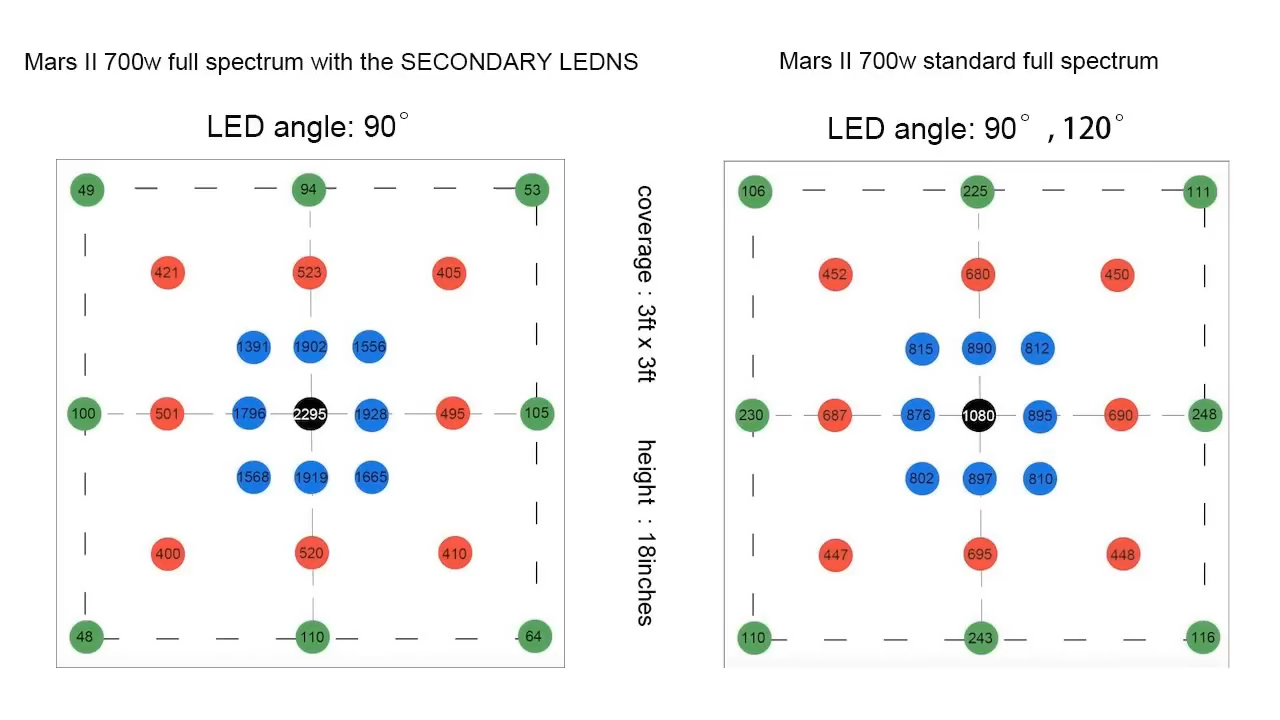 Mars II 700w full spectrum with the SECONDARY LEDNS
LED angle: 90°
49 94 53
421 523 405
1391 1902 1556
100 501 1796 2295 1928 495 105
1568 1919 1665
400 520 410
48 110 64
coverage : 3ft x 3ft height : 18inches
Mars II 700w standard full spectrum
LED angle: 90° , 120°
106 225 111
452 680 450
815 890 812
230 687 876 1080 895 690 248
802 897 810
447 695 448
110 243 116